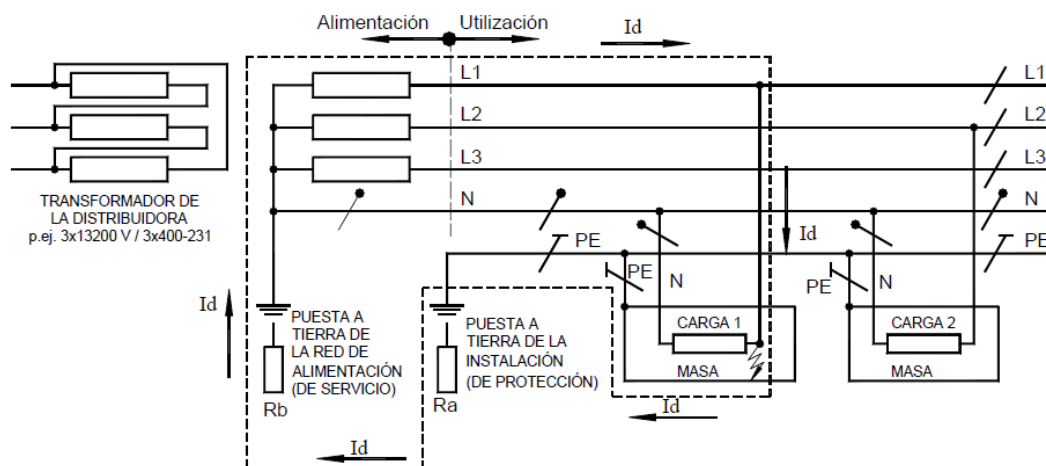 Alimentación
Utilización
Id
L1
L1
L2
L2
L3
L3
TRANSFORMADOR DE
LA DISTRIBUIDORA
p.ej. 3x13200 V / 3x400-231
N
N
PE
PE
Id
PE
N
PE
N
Id
PUESTA A
TIERRA DE
LA RED DE
ALIMENTACIÓN
(DE SERVICIO)
Rb
PUESTA A
TIERRA DE LA
INSTALACIÓN
(DE PROTECCIÓN)
Ra
CARGA 1
MASA
CARGA 2
MASA
Id
Id